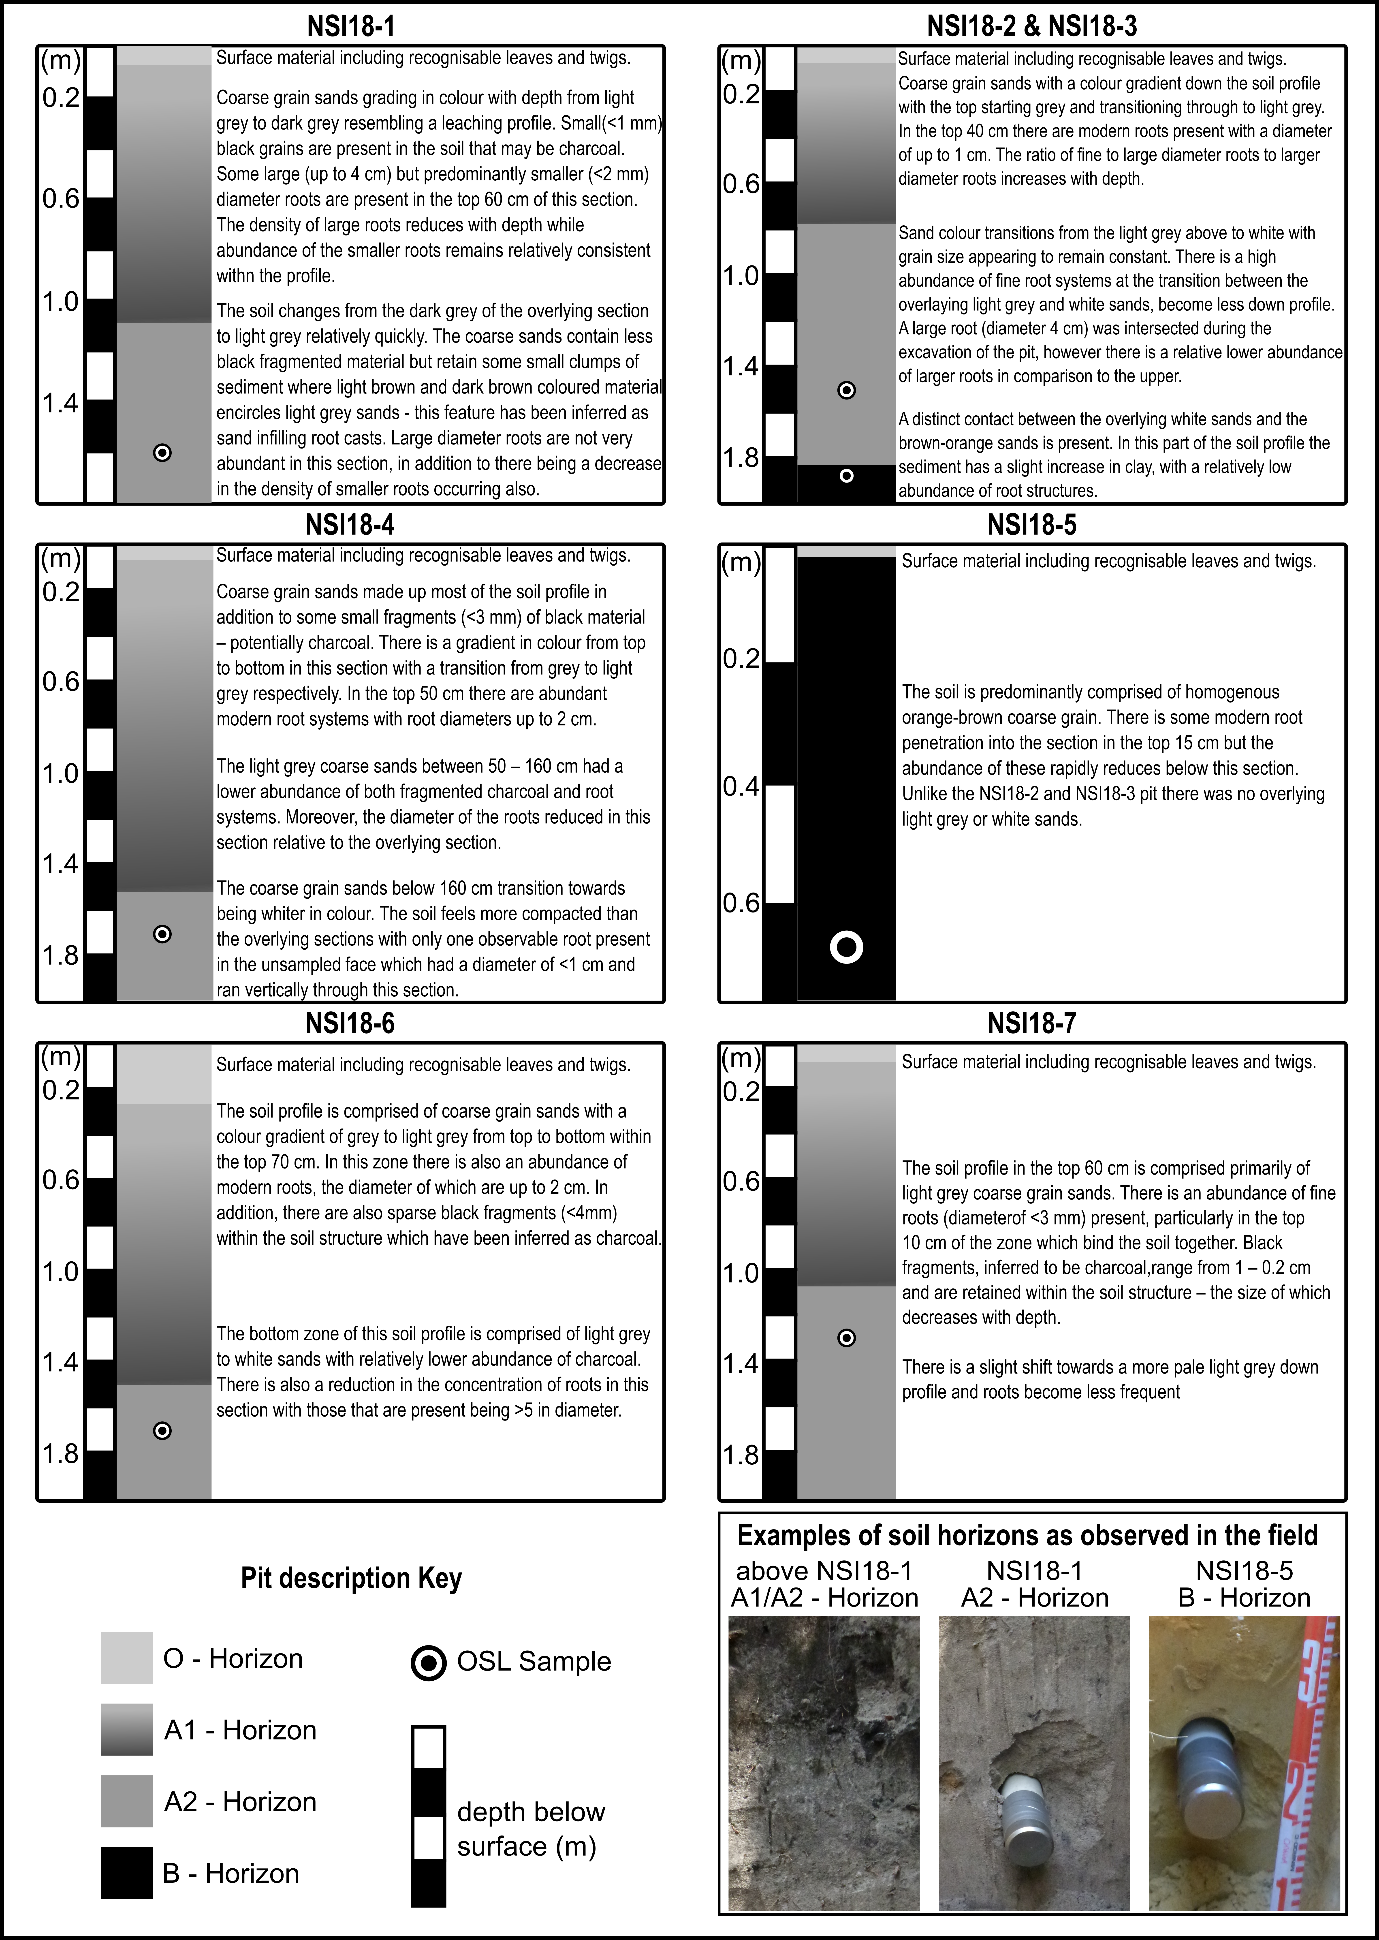 NSI18-1
(m)
0.2
0.6
1.0
1.4
Surface material including recognisable leaves and twigs.
Coarse grain sands grading in colour with depth from light
grey to dark grey resembling a leaching profile. Small(<1 mm)
black grains are present in the soil that may be charcoal.
Some large (up to 4 cm) but predominantly smaller (<2 mm)
diameter roots are present in the top 60 cm of this section.
The density of large roots reduces with depth while
abundance of the smaller roots remains relatively consistent
withn the profile.
The soil changes from the dark grey of the overlying section
to light grey relatively quickly. The coarse sands contain less
black fragmented material but retain some small clumps of
sediment where light brown and dark brown coloured material
encircles light grey sands - this feature has been inferred as
sand infilling root casts. Large diameter roots are not very
abundant in this section, in addition to there being a decrease
in the density of smaller roots occurring also.
NSI18-2 & NSI18-3
(m)
0.2
0.6
1.0
1.4
1.8
Surface material including recognisable leaves and twigs.
Coarse grain sands with a colour gradient down the soil profile
with the top starting grey and transitioning through to light grey.
In the top 40 cm there are modern roots present with a diameter
of up to 1 cm. The ratio of fine to large diameter roots to larger
diameter roots increases with depth.
Sand colour transitions from the light grey above to white with
grain size appearing to remain constant. There is a high
abundance of fine root systems at the transition between the
overlaying light grey and white sands, become less down profile.
A large root (diameter 4 cm) was intersected during the
excavation of the pit, however there is a relative lower abundance
of larger roots in comparison to the upper.
A distinct contact between the overlying white sands and the
brown-orange sands is present. In this part of the soil profile the
sediment has a slight increase in clay, with a relatively low
abundance of root structures.
NSI18-4
(m)
0.2
0.6
1.0
1.4
1.8
Surface material including recognisable leaves and twigs.
Coarse grain sands made up most of the soil profile in
addition to some small fragments (<3 mm) of black material
– potentially charcoal. There is a gradient in colour from top
to bottom in this section with a transition from grey to light
grey respectively. In the top 50 cm there are abundant
modern root systems with root diameters up to 2 cm.
The light grey coarse sands between 50 – 160 cm had a
lower abundance of both fragmented charcoal and root
systems. Moreover, the diameter of the roots reduced in this
section relative to the overlying section.
The coarse grain sands below 160 cm transition towards
being whiter in colour. The soil feels more compacted than
the overlying sections with only one observable root present
in the unsampled face which had a diameter of <1 cm and
ran vertically through this section.
NSI18-5
(m)
0.2
0.4
0.6
Surface material including recognisable leaves and twigs.
The soil is predominantly comprised of homogenous
orange-brown coarse grain. There is some modern root
penetration into the section in the top 15 cm but the
abundance of these rapidly reduces below this section.
Unlike the NSI18-2 and NSI18-3 pit there was no overlying
light grey or white sands.
NSI18-6
(m)
0.2
0.6
1.0
1.4
1.8
Surface material including recognisable leaves and twigs.
The soil profile is comprised of coarse grain sands with a
colour gradient of grey to light grey from top to bottom within
the top 70 cm. In this zone there is also an abundance of
modern roots, the diameter of which are up to 2 cm. In
addition, there are also sparse black fragments (<4mm)
within the soil structure which have been inferred as charcoal.
The bottom zone of this soil profile is comprised of light grey
to white sands with relatively lower abundance of charcoal.
There is also a reduction in the concentration of roots in this
section with those that are present being >5 in diameter.
NSI18-7
(m)
0.2
0.6
1.0
1.4
1.8
Surface material including recognisable leaves and twigs.
The soil profile in the top 60 cm is comprised primarily of
light grey coarse grain sands. There is an abundance of fine
roots (diameterof <3 mm) present, particularly in the top
10 cm of the zone which bind the soil together. Black
fragments, inferred to be charcoal,range from 1 – 0.2 cm
and are retained within the soil structure – the size of which
decreases with depth.
There is a slight shift towards a more pale light grey down
profile and roots become less frequent
Pit description Key
O - Horizon
A1 - Horizon
A2 - Horizon
B - Horizon
OSL Sample
depth below
surface (m)
Examples of soil horizons as observed in the field
above NSI18-1
A1/A2 - Horizon
NSI18-1
A2 - Horizon
NSI18-5
B - Horizon
3
2
1